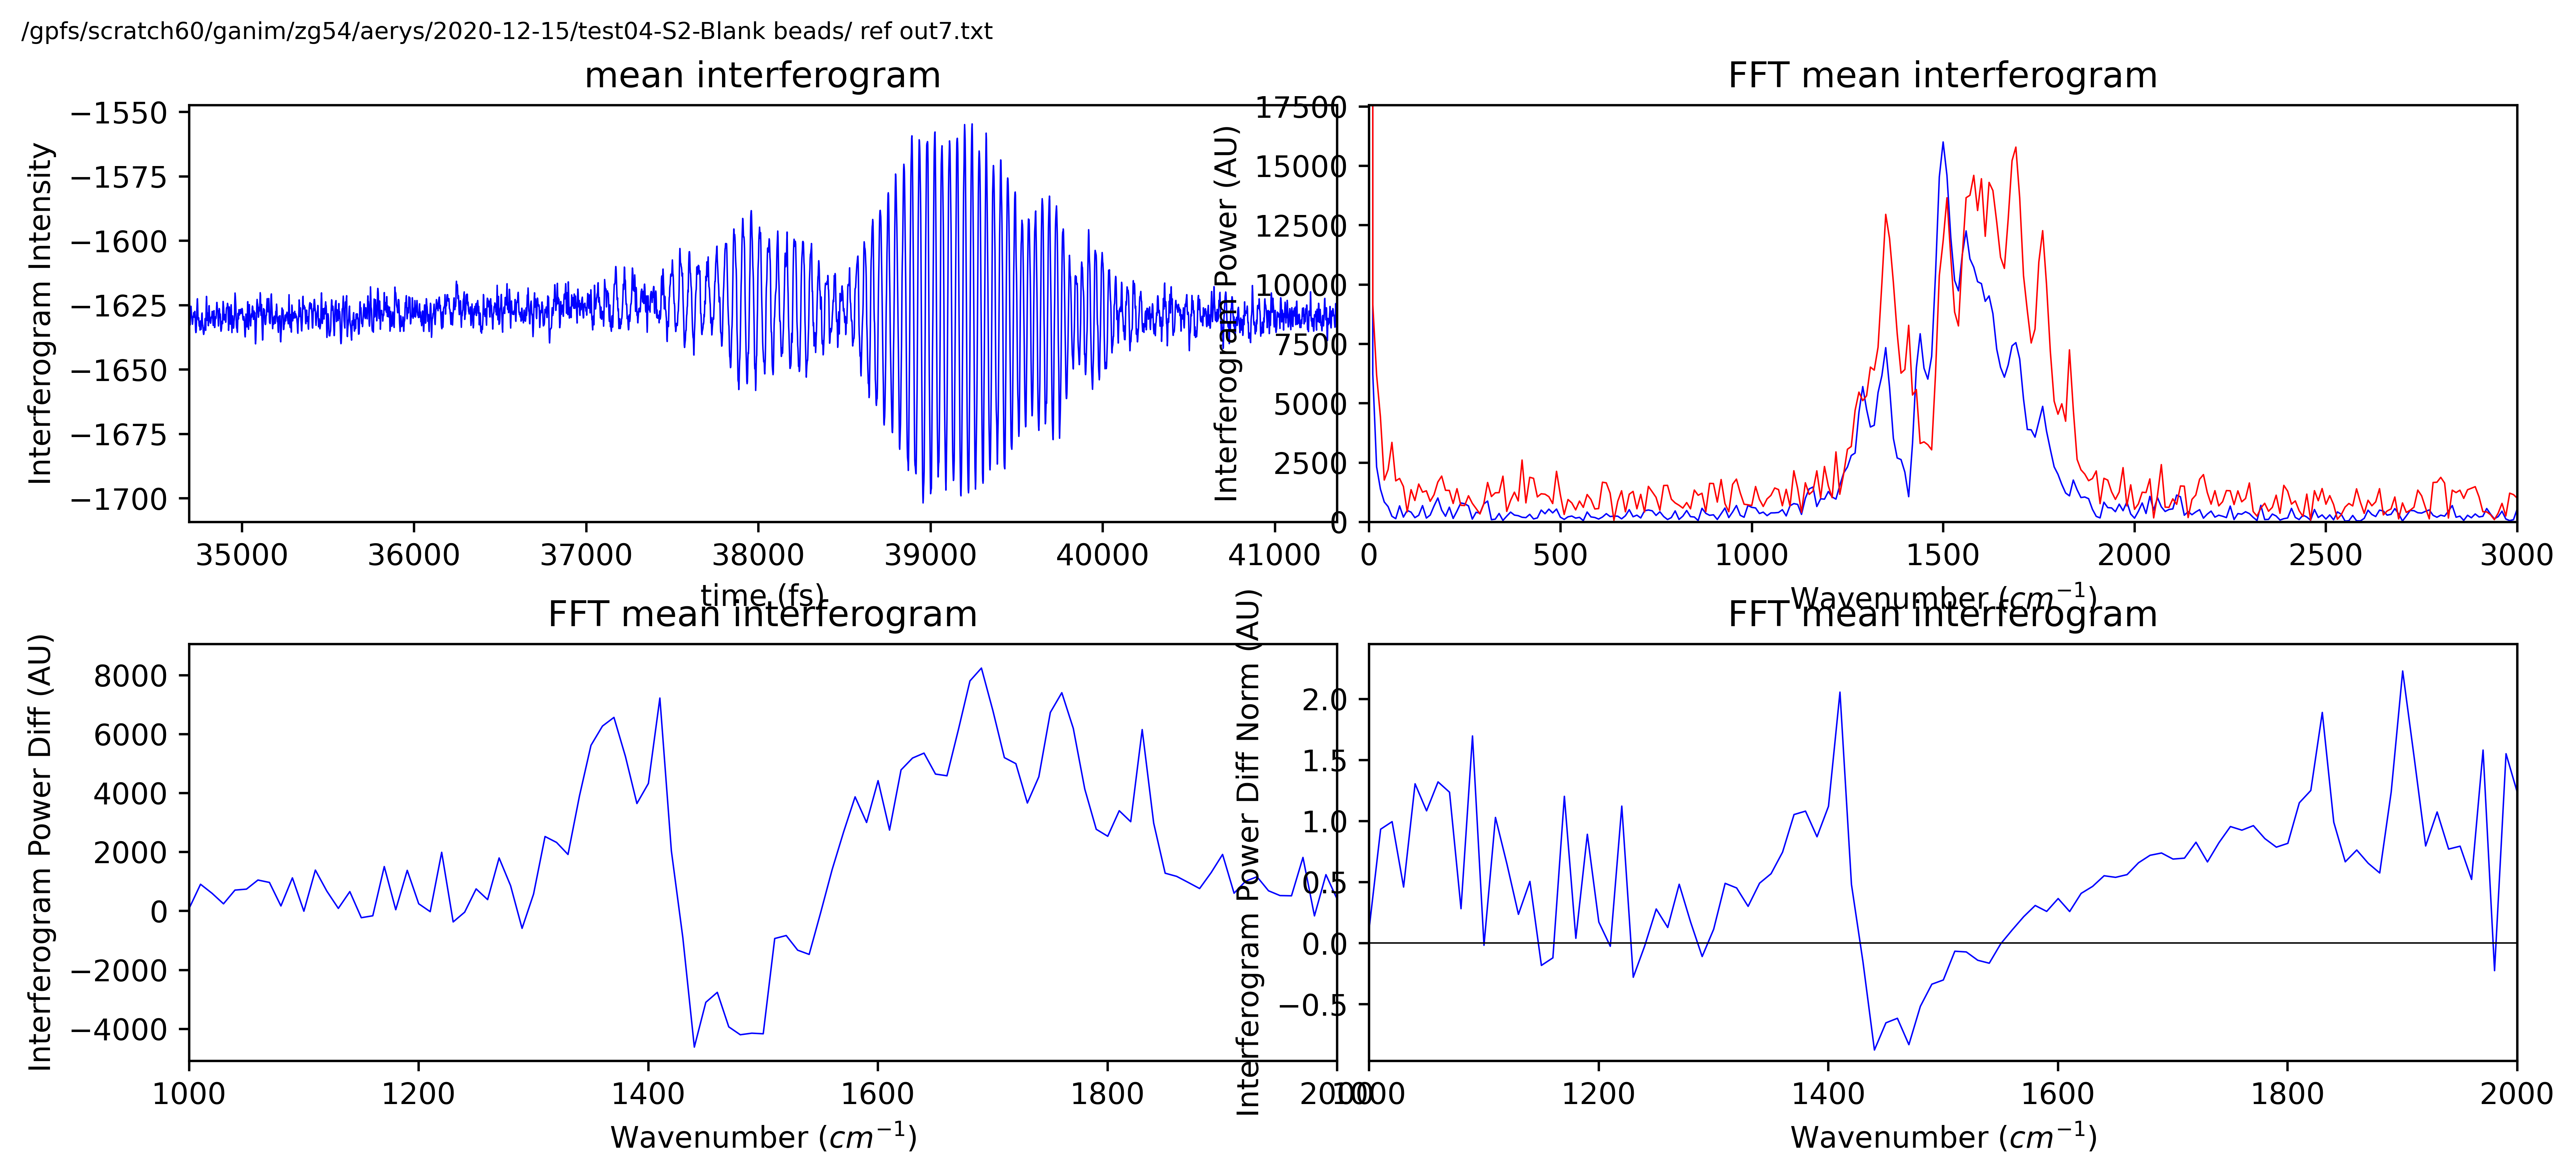 /gpfs/scratch60/ganim/zg54/aerys/2020-12-15/test04-S2-Blank beads/ ref out7.txt
mean interferogram
Interferogram Intensity
−1550
−1575
−1600
−1625
−1650
−1675
−1700
35000 36000 37000 38000 39000 40000 41000
time (fs)
FFT mean interferogram
Interferogram Power (AU)
17500
15000
12500
10000
7500
5000
2500
0
0 500 1000 1500 2000 2500 3000
Wavenumber (cm⁻¹)
FFT mean interferogram
Interferogram Power Diff (AU)
8000
6000
4000
2000
0
−2000
−4000
1000 1200 1400 1600 1800 2000
Wavenumber (cm⁻¹)
FFT mean interferogram
Interferogram Power Diff Norm (AU)
2.0
1.5
1.0
0.5
0.0
−0.5
1000 1200 1400 1600 1800 2000
Wavenumber (cm⁻¹)